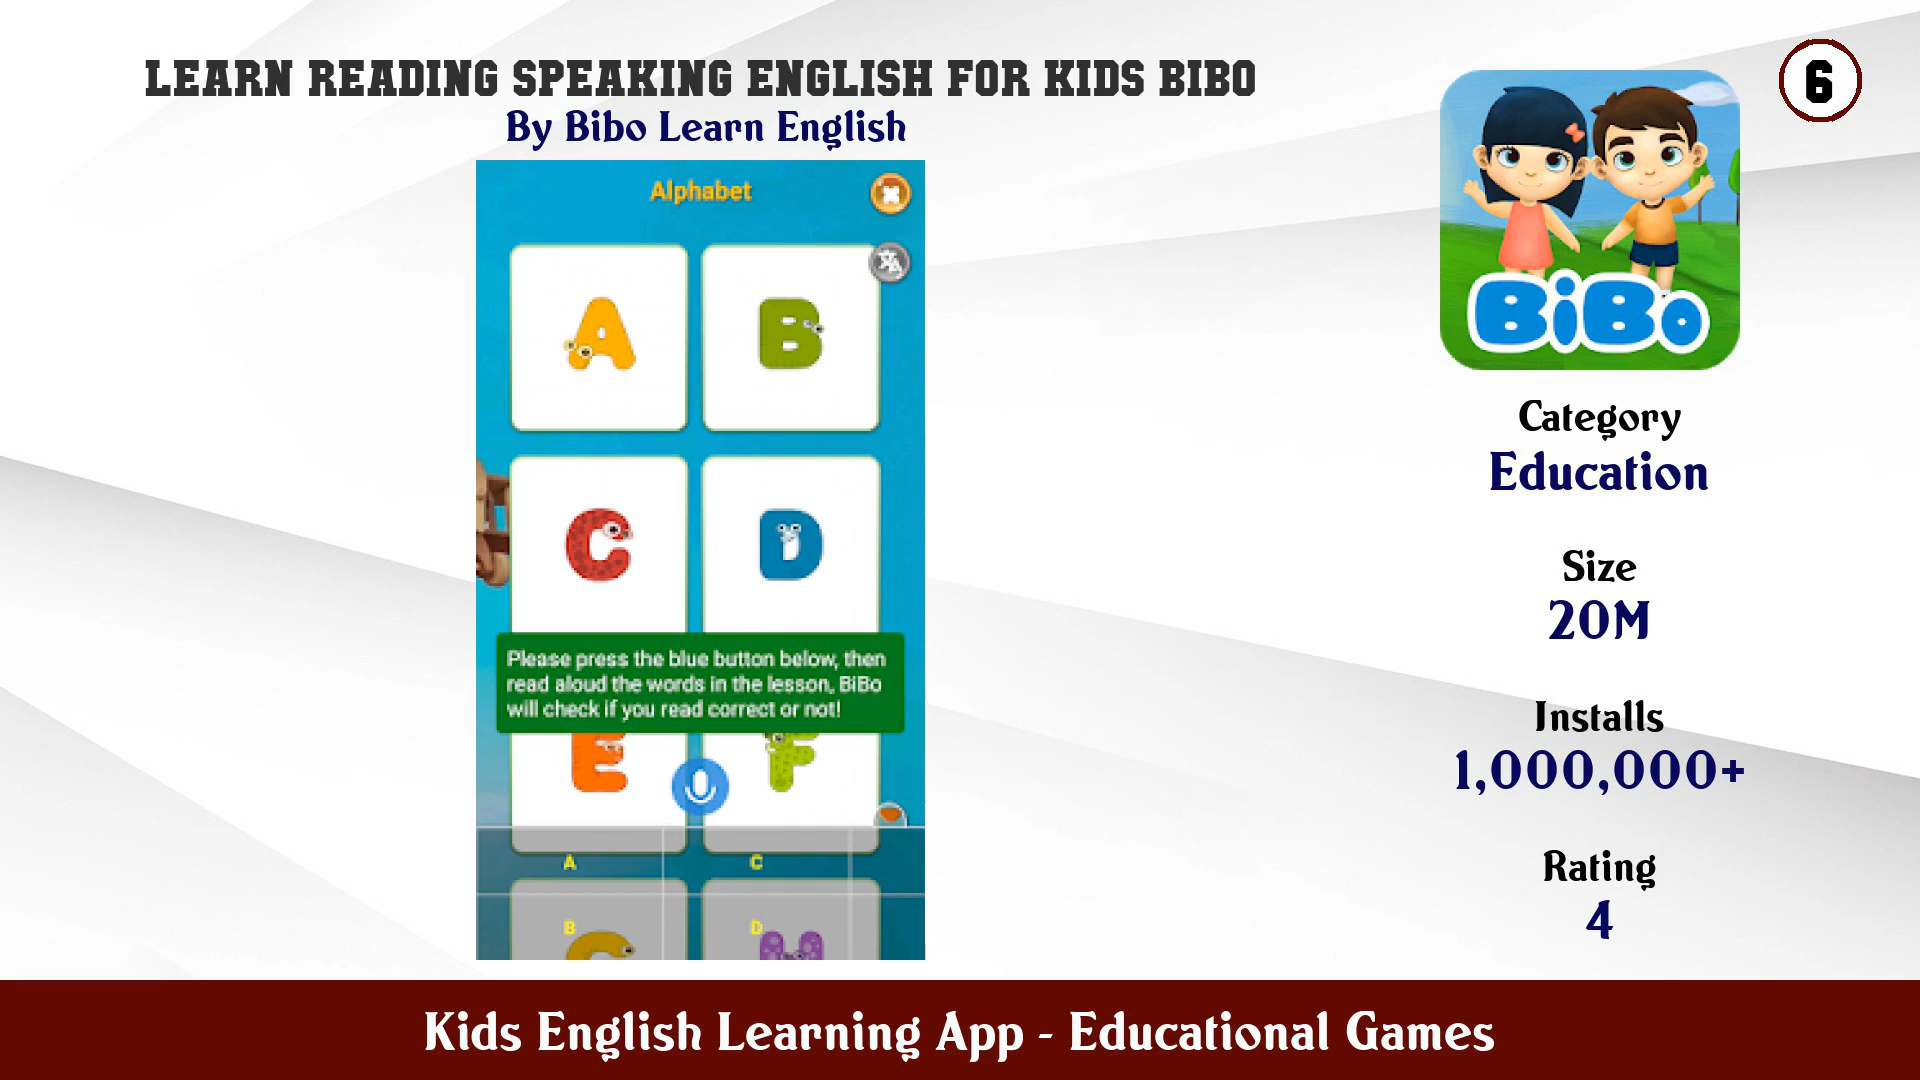 LEARN READING SPEAKING ENGLISH FOR KIDS BIBO
By Bibo Learn English
6
Alphabet
A
B
C
D
Please press the blue button below, then
read aloud the words in the lesson, BiBo
will check if you read correct or not!
E
F
A
C
B
D
G
H
BiBo
Category
Education
Size
20M
Installs
1,000,000+
Rating
4
Kids English Learning App - Educational Games